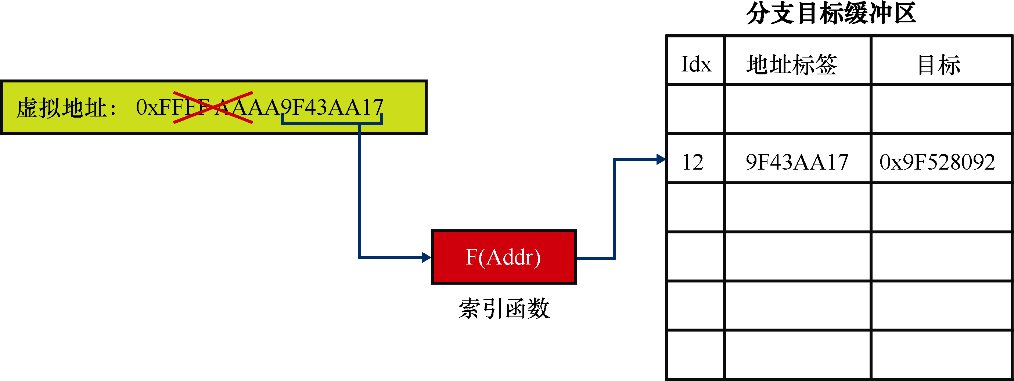 分支目标缓冲区
Idx 地址标签 目标
虚拟地址： 0xFFFFAAAA9F43AA17
12 9F43AA17 0x9F528092
F(Addr)
索引函数